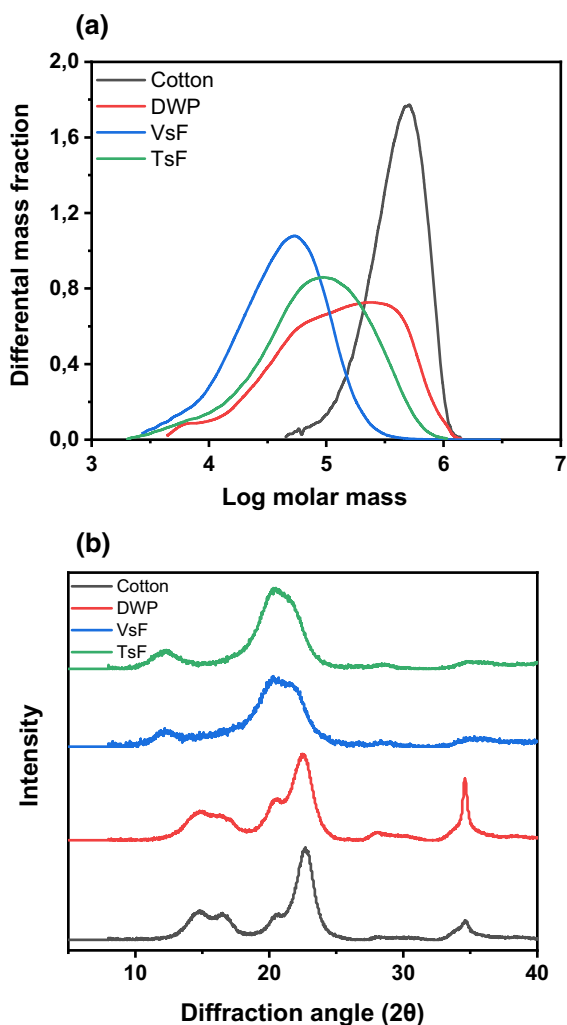 (a)
2,0
1,6
1,2
0,8
0,4
0,0
Differental mass fraction
Cotton
DWP
VsF
TsF
3 4 5 6 7
Log molar mass
(b)
Cotton
DWP
VsF
TsF
Intensity
10 20 30 40
Diffraction angle (2θ)